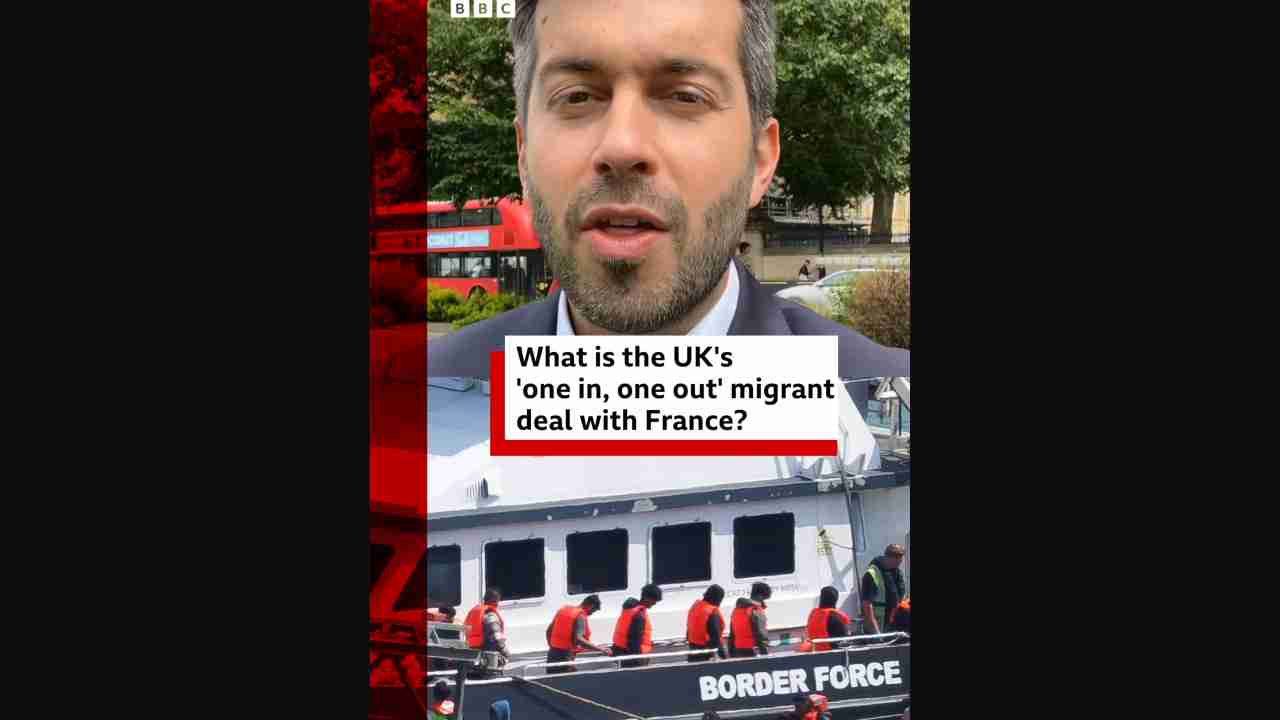 BBC
What is the UK's
'one in, one out' migrant
deal with France?
BORDER FORCE